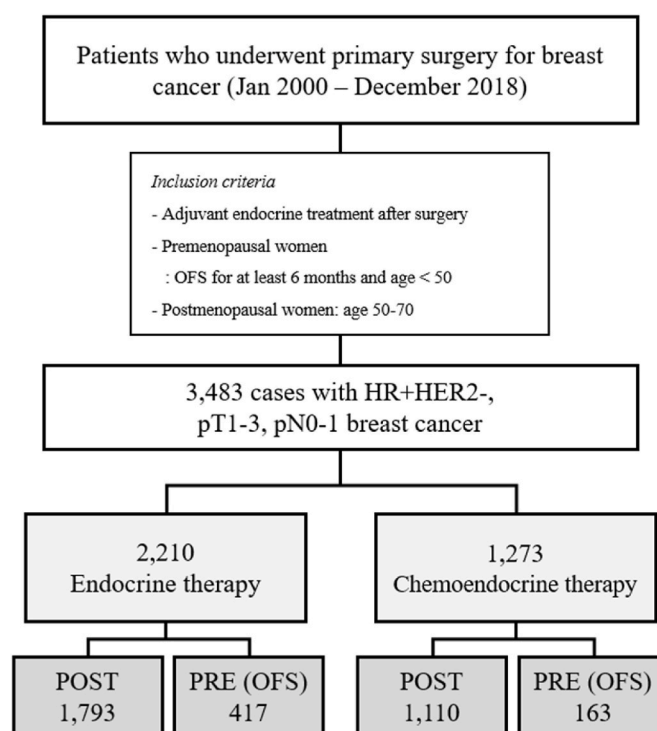 Patients who underwent primary surgery for breast
cancer (Jan 2000 – December 2018)
Inclusion criteria
- Adjuvant endocrine treatment after surgery
- Premenopausal women
: OFS for at least 6 months and age < 50
- Postmenopausal women: age 50-70
3,483 cases with HR+HER2-,
pT1-3, pN0-1 breast cancer
2,210
Endocrine therapy
1,273
Chemoendocrine therapy
POST
1,793
PRE (OFS)
417
POST
1,110
PRE (OFS)
163